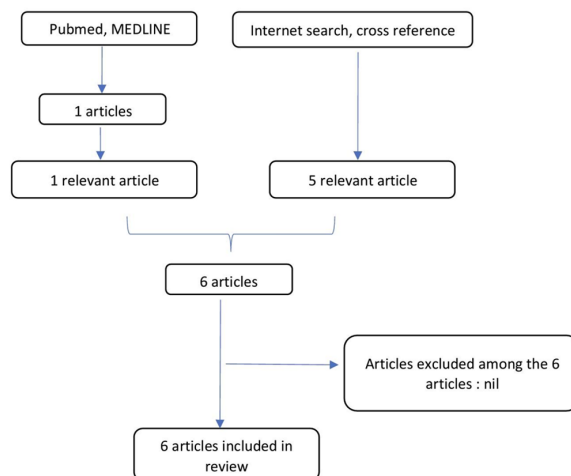 Pubmed, MEDLINE
Internet search, cross reference
1 articles
1 relevant article
5 relevant article
6 articles
Articles excluded among the 6
articles : nil
6 articles included in
review